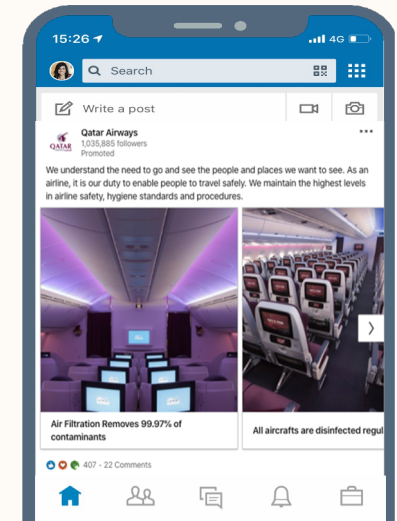 15:26
4G
Search
Write a post
QATAR
Qatar Airways
1,035,885 followers
Promoted
We understand the need to go and see the people and places we want to see. As an
airline, it is our duty to enable people to travel safely. We maintain the highest levels
in airline safety, hygiene standards and procedures.
Air Filtration Removes 99.97% of
contaminants
All aircrafts are disinfected regul
407 - 22 Comments